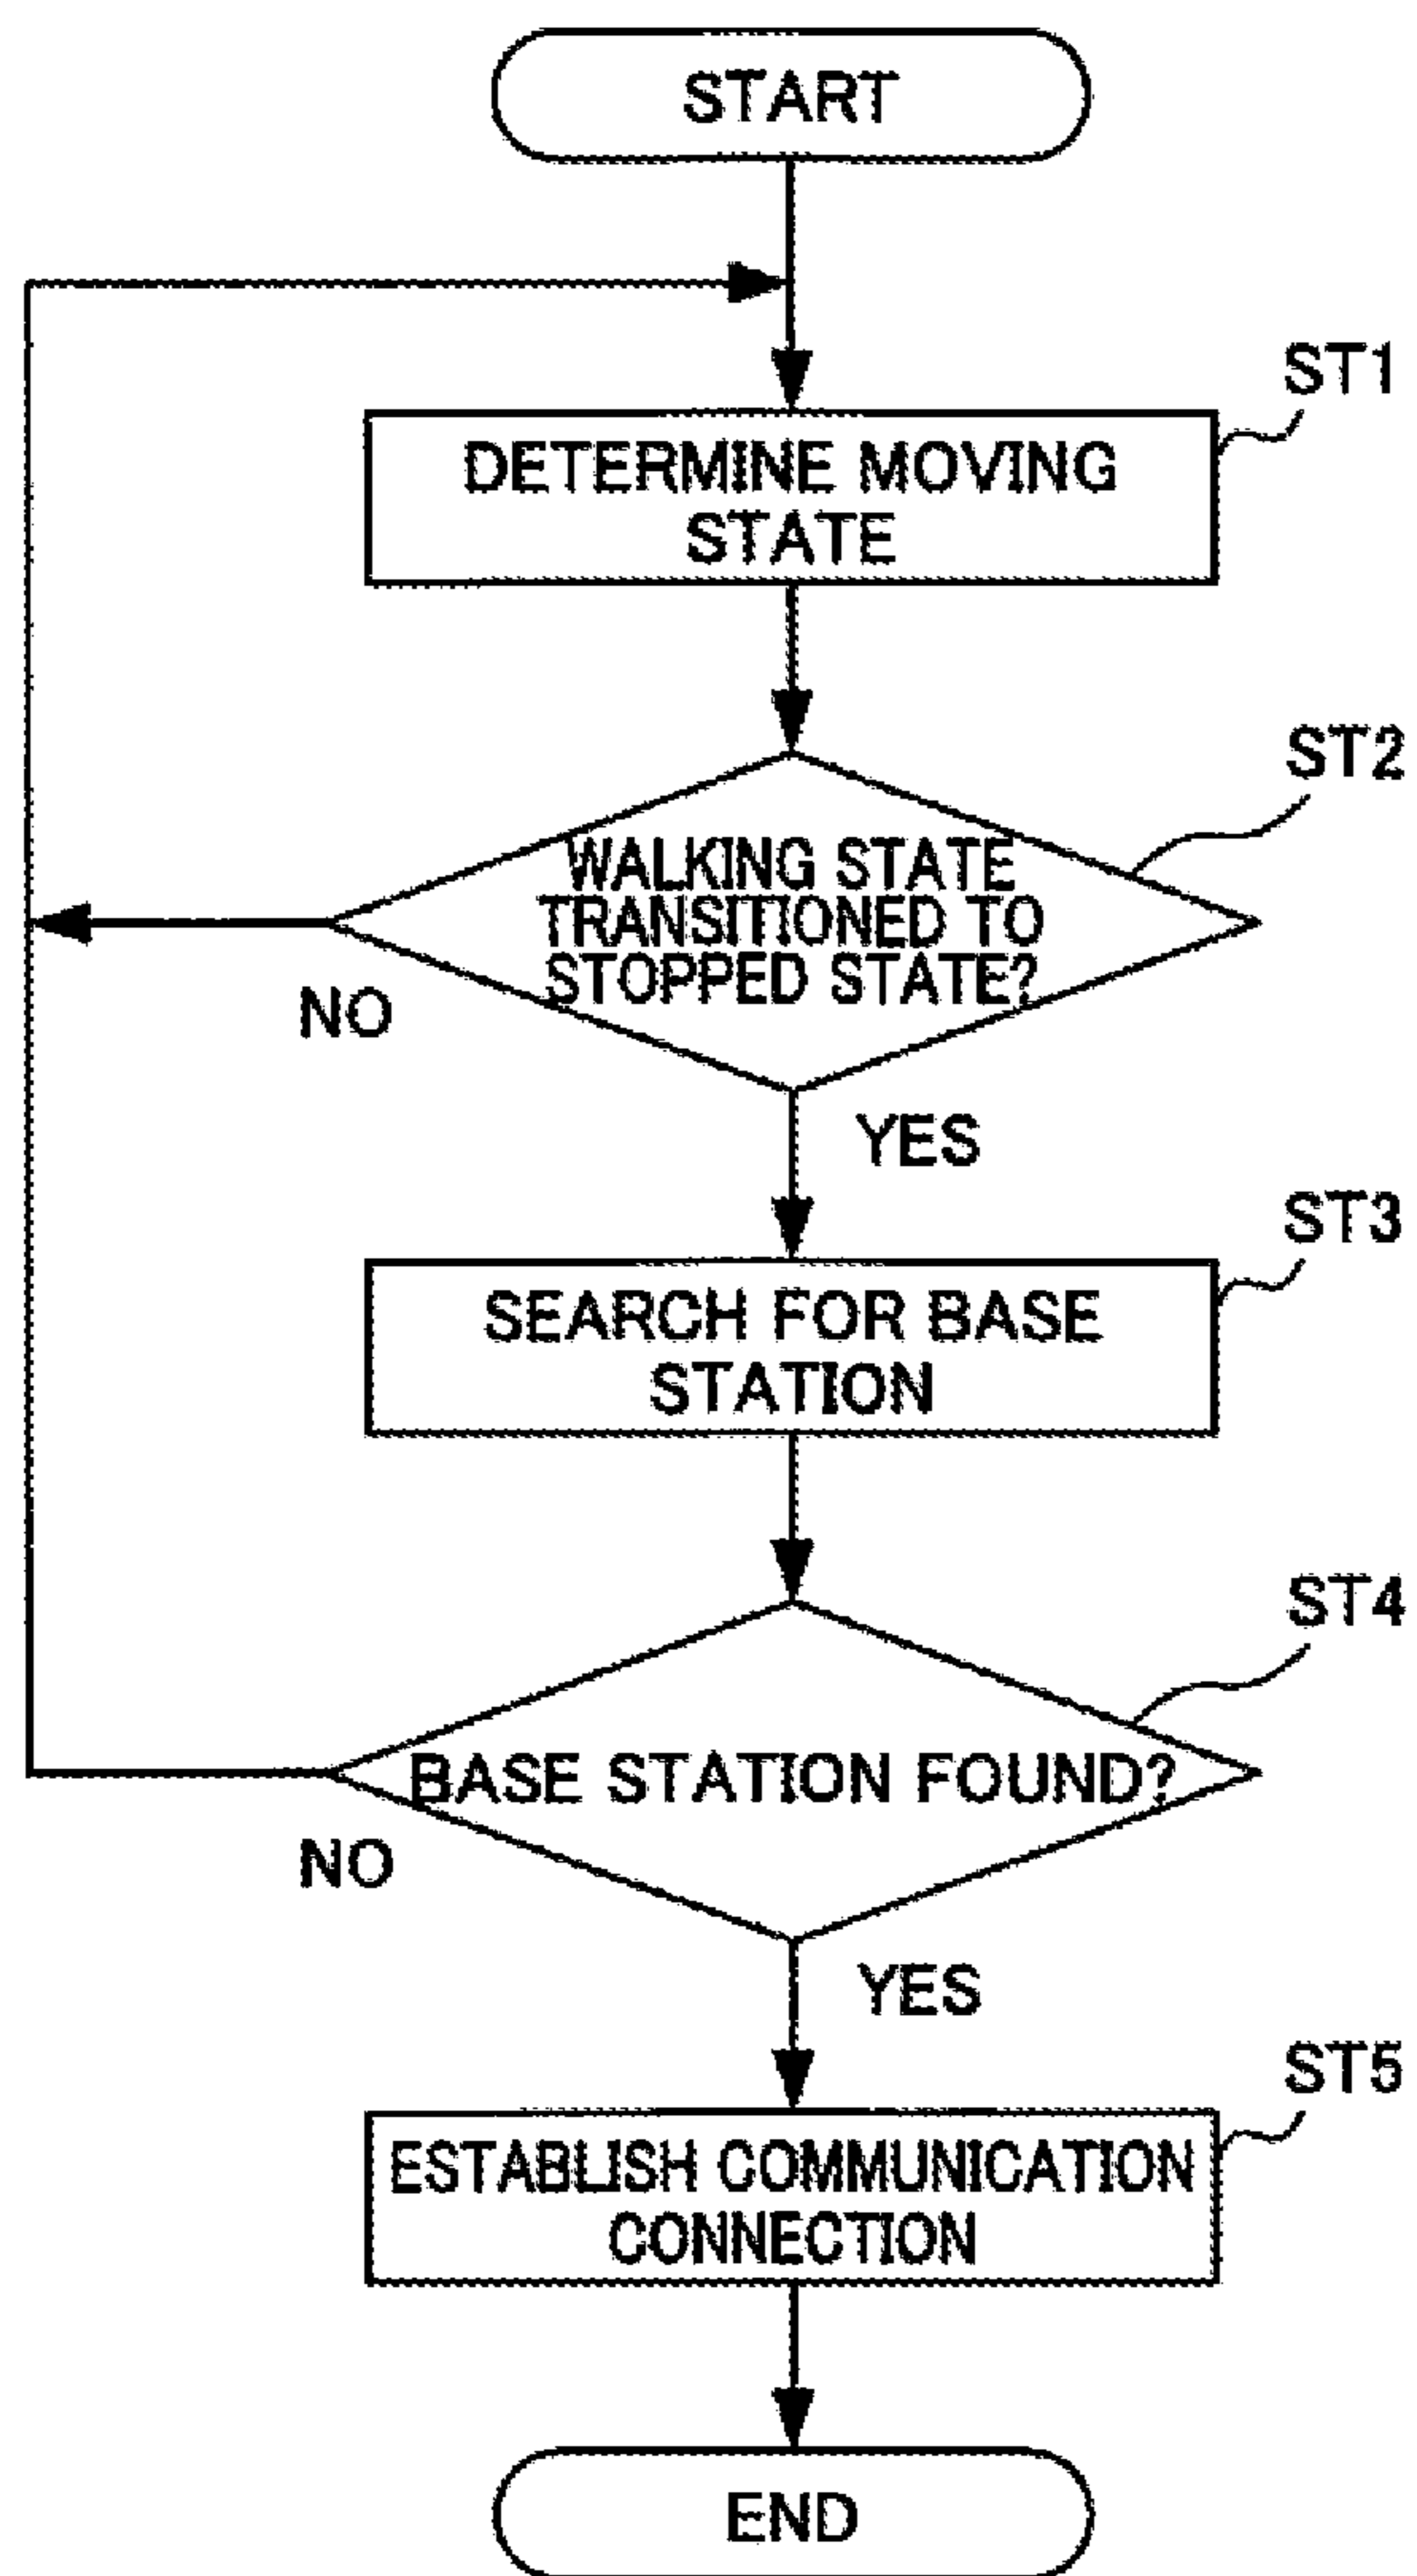 START
ST1
DETERMINE MOVING
STATE
ST2
WALKING STATE
TRANSITIONED TO
STOPPED STATE?
NO
YES
ST3
SEARCH FOR BASE
STATION
ST4
BASE STATION FOUND?
NO
YES
ST5
ESTABLISH COMMUNICATION
CONNECTION
END